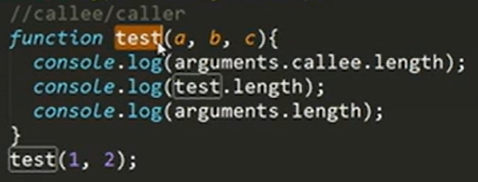 //callee/caller
function test(a, b, c){
  console.log(arguments.callee.length);
  console.log(test.length);
  console.log(arguments.length);
}
test(1, 2);